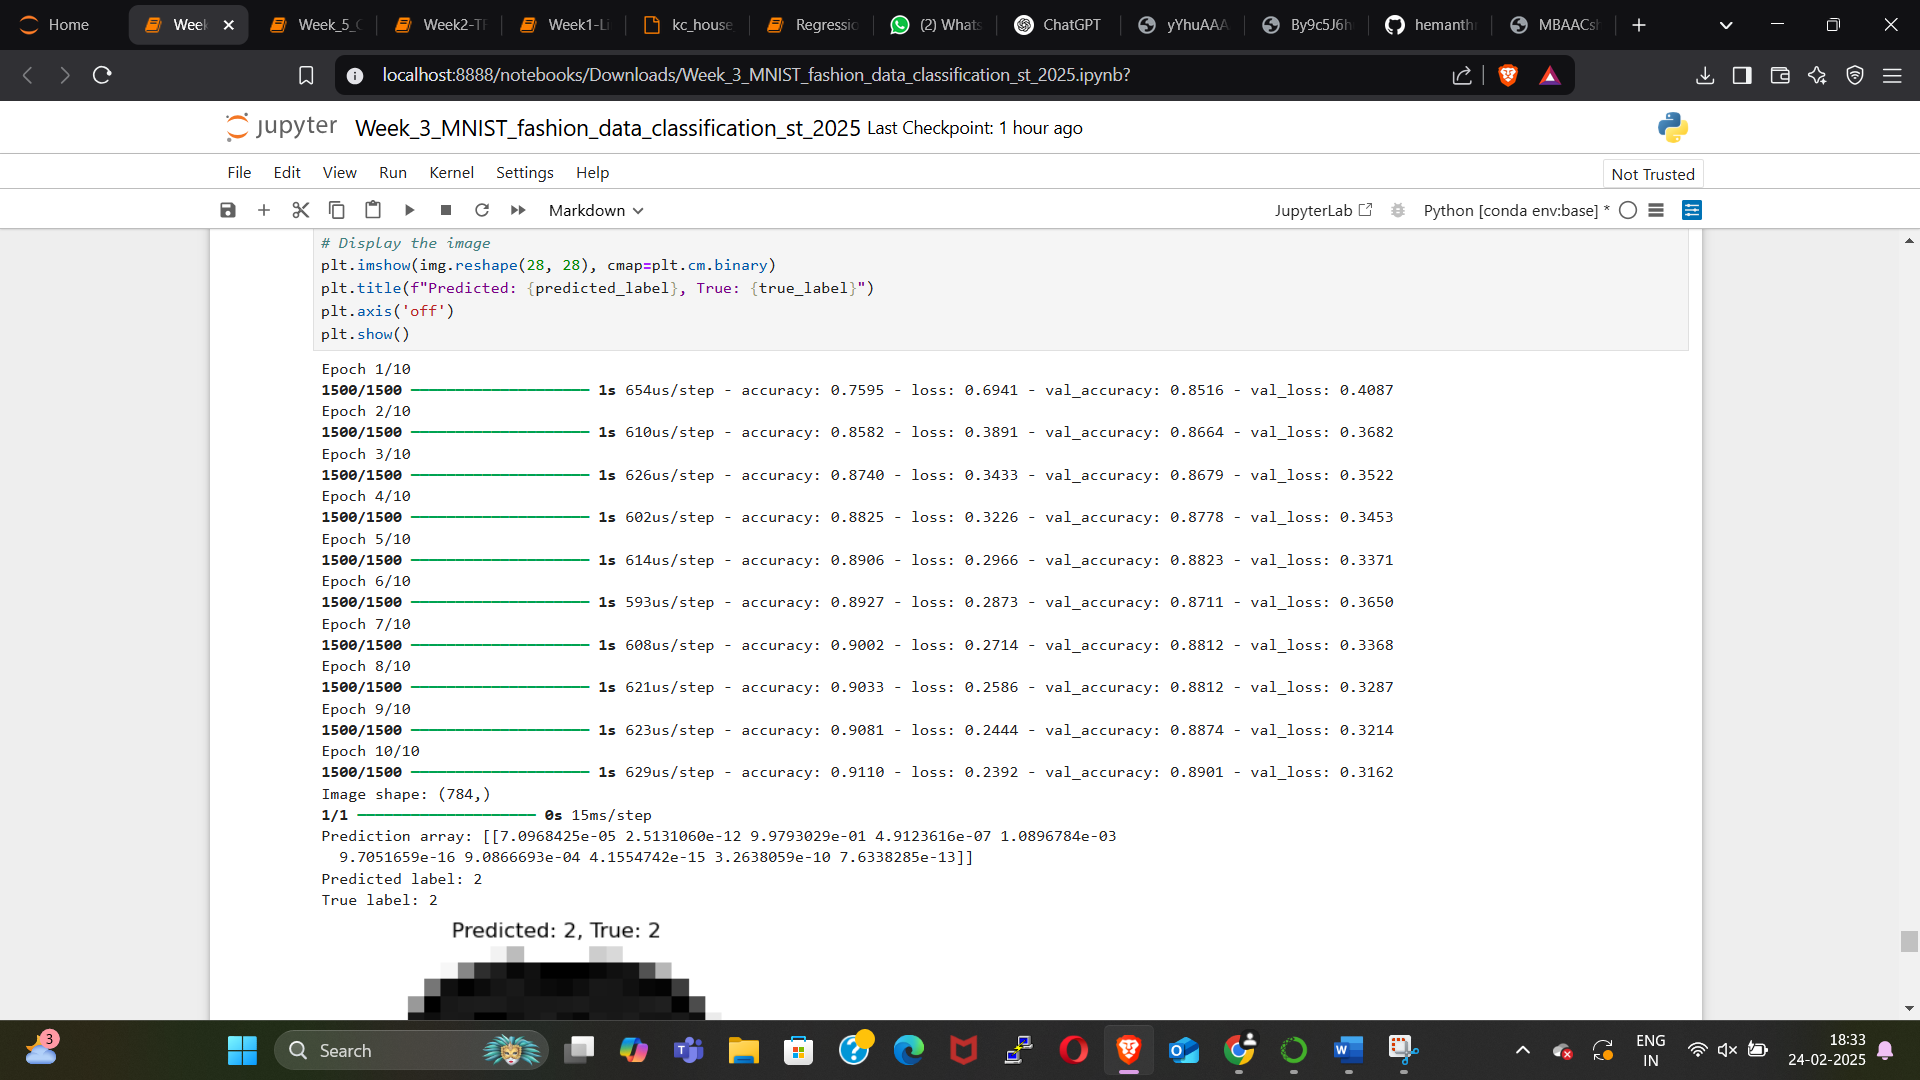 Home
Week
Week_5_C
Week2-TF
Week1-Li
kc_house
Regressio
(2) Whats
ChatGPT
yYhuAAA
By9c5J6h
hemanth
MBAACsh
localhost:8888/notebooks/Downloads/Week_3_MNIST_fashion_data_classification_st_2025.ipynb?
jupyter Week_3_MNIST_fashion_data_classification_st_2025 Last Checkpoint: 1 hour ago
File Edit View Run Kernel Settings Help
Not Trusted
Markdown
JupyterLab
Python [conda env:base] *
# Display the image
plt.imshow(img.reshape(28, 28), cmap=plt.cm.binary)
plt.title(f"Predicted: {predicted_label}, True: {true_label}")
plt.axis('off')
plt.show()
Epoch 1/10
1500/1500 1s 654us/step - accuracy: 0.7595 - loss: 0.6941 - val_accuracy: 0.8516 - val_loss: 0.4087
Epoch 2/10
1500/1500 1s 610us/step - accuracy: 0.8582 - loss: 0.3891 - val_accuracy: 0.8664 - val_loss: 0.3682
Epoch 3/10
1500/1500 1s 626us/step - accuracy: 0.8740 - loss: 0.3433 - val_accuracy: 0.8679 - val_loss: 0.3522
Epoch 4/10
1500/1500 1s 602us/step - accuracy: 0.8825 - loss: 0.3226 - val_accuracy: 0.8778 - val_loss: 0.3453
Epoch 5/10
1500/1500 1s 614us/step - accuracy: 0.8906 - loss: 0.2966 - val_accuracy: 0.8823 - val_loss: 0.3371
Epoch 6/10
1500/1500 1s 593us/step - accuracy: 0.8927 - loss: 0.2873 - val_accuracy: 0.8711 - val_loss: 0.3650
Epoch 7/10
1500/1500 1s 608us/step - accuracy: 0.9002 - loss: 0.2714 - val_accuracy: 0.8812 - val_loss: 0.3368
Epoch 8/10
1500/1500 1s 621us/step - accuracy: 0.9033 - loss: 0.2586 - val_accuracy: 0.8812 - val_loss: 0.3287
Epoch 9/10
1500/1500 1s 623us/step - accuracy: 0.9081 - loss: 0.2444 - val_accuracy: 0.8874 - val_loss: 0.3214
Epoch 10/10
1500/1500 1s 629us/step - accuracy: 0.9110 - loss: 0.2392 - val_accuracy: 0.8901 - val_loss: 0.3162
Image shape: (784,)
1/1 0s 15ms/step
Prediction array: [[7.0968425e-05 2.5131060e-12 9.9793029e-01 4.9123616e-07 1.0896784e-03
9.7051659e-16 9.0866693e-04 4.1554742e-15 3.2638059e-10 7.6338285e-13]]
Predicted label: 2
True label: 2
Predicted: 2, True: 2
3
Search
ENG
IN
18:33
24-02-2025